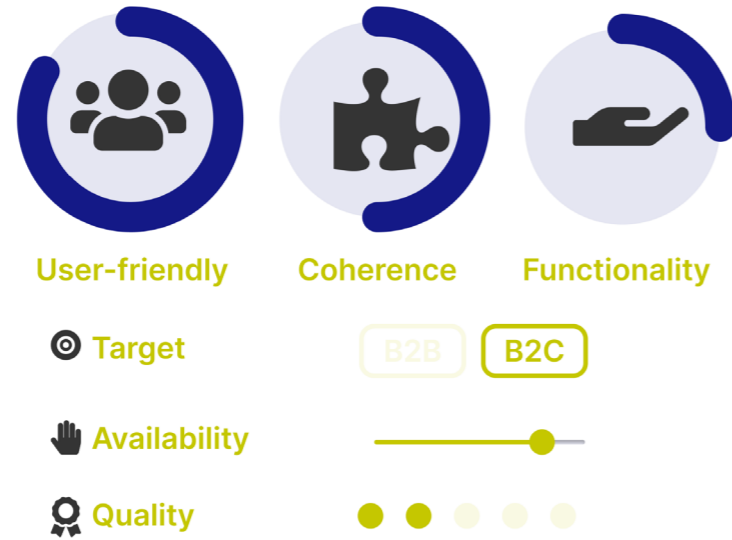 User-friendly Coherence Functionality
Target B2B B2C
Availability
Quality